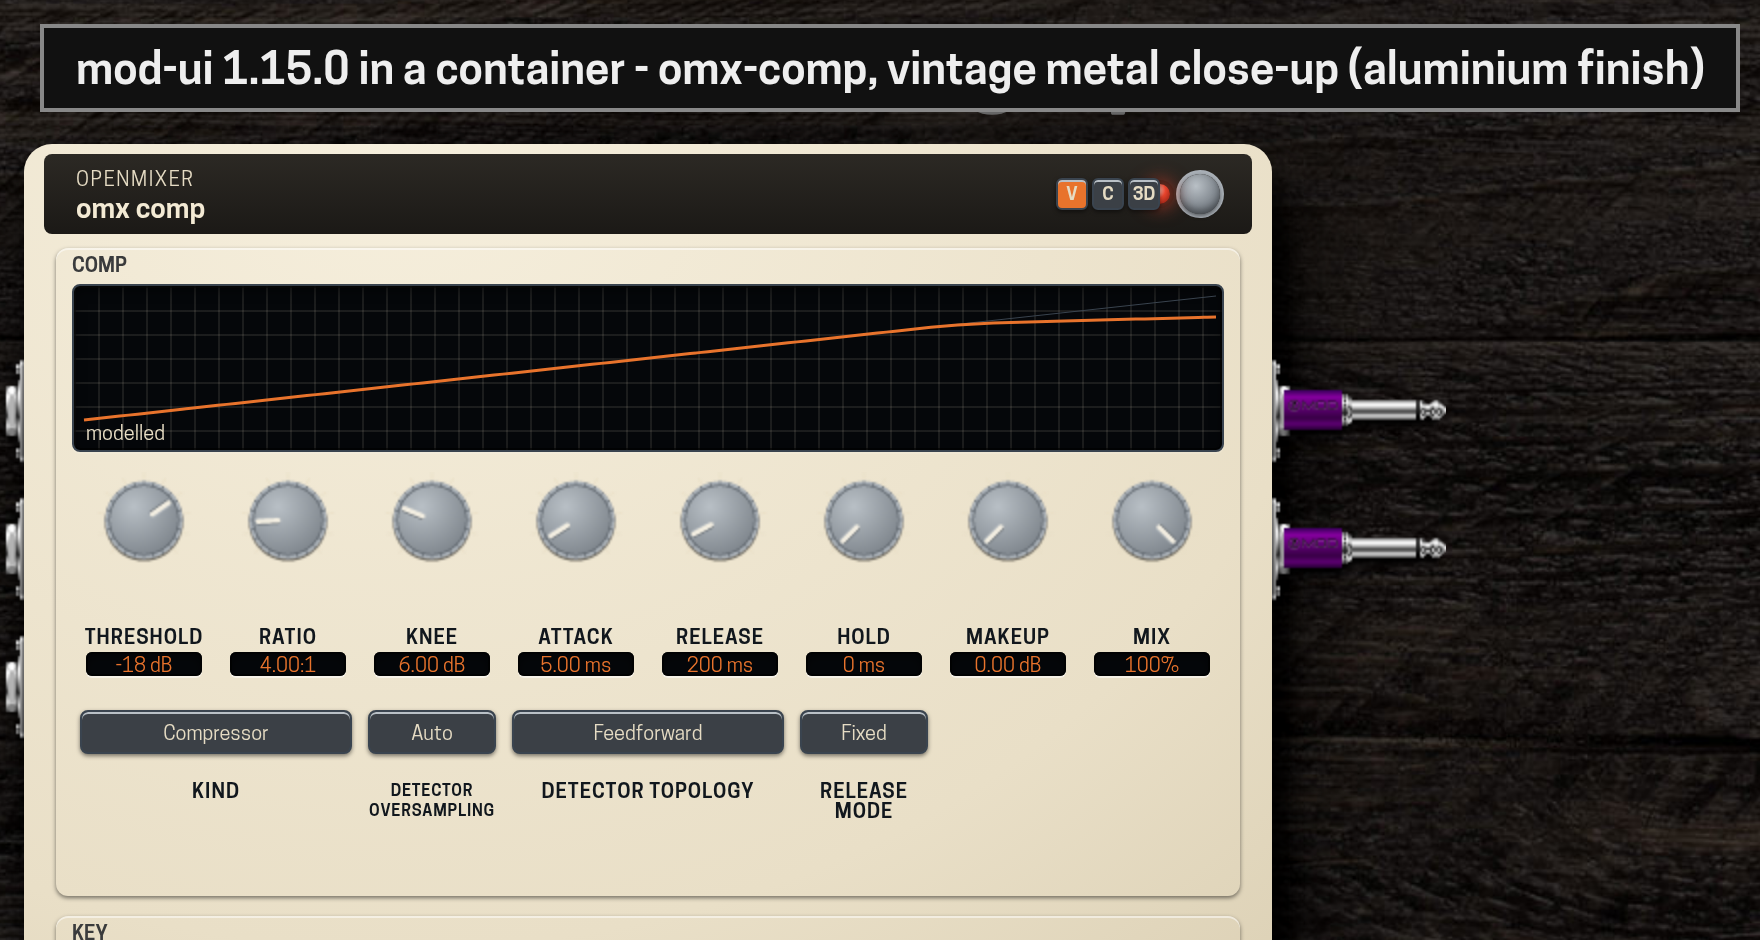 mod-ui 1.15.0 in a container - omx-comp, vintage metal close-up (aluminium finish)
OPENMIXER
omx comp
V C 3D
COMP
modelled
THRESHOLD RATIO KNEE ATTACK RELEASE HOLD MAKEUP MIX
-18 dB 4.00:1 6.00 dB 5.00 ms 200 ms 0 ms 0.00 dB 100%
Compressor Auto Feedforward Fixed
KIND DETECTOR DETECTOR TOPOLOGY RELEASE
OVERSAMPLING MODE
KEY